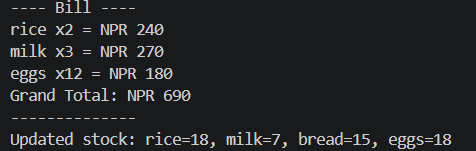 ---- Bill ----
rice x2 = NPR 240
milk x3 = NPR 270
eggs x12 = NPR 180
Grand Total: NPR 690
--------------
Updated stock: rice=18, milk=7, bread=15, eggs=18